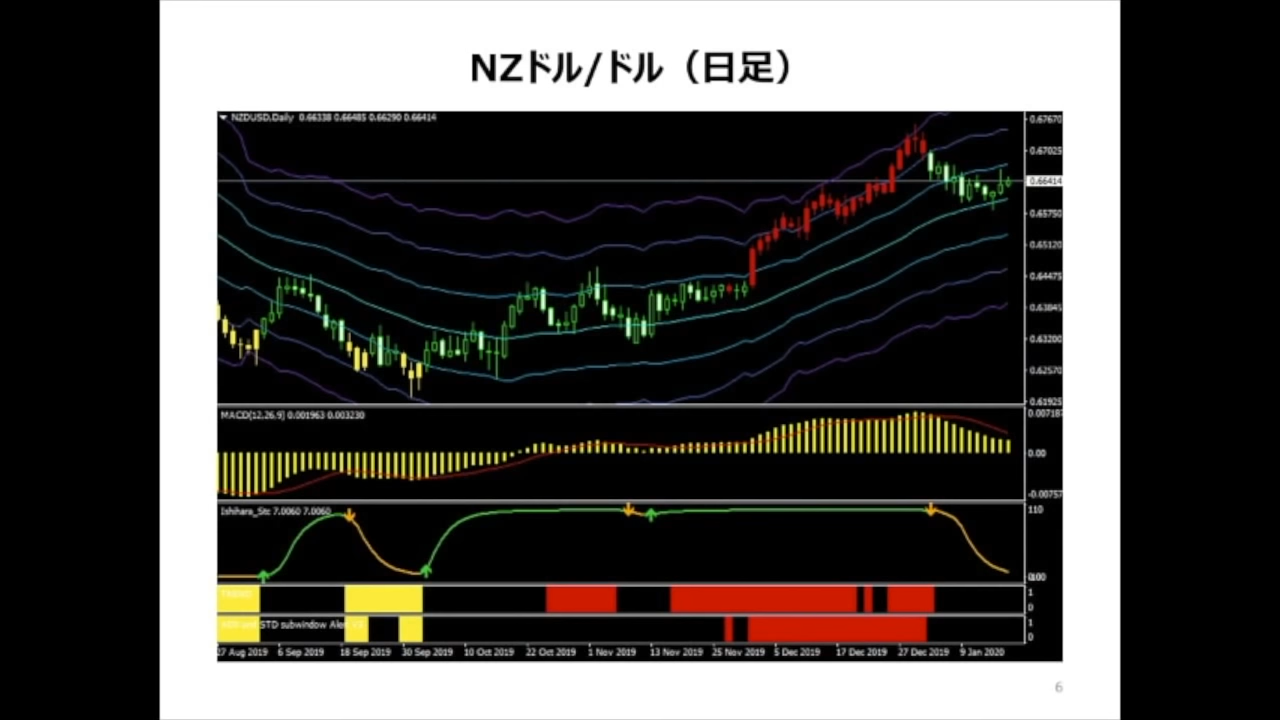 NZドル/ドル（日足）
NZDUSD,Daily 0.66338 0.66485 0.66290 0.66414
0.67670
0.67025
0.66414
0.65750
0.65120
0.64475
0.63845
0.63200
0.62570
0.61925
MACD(12,26,9) 0.001963 0.003230
0.007187
0.00
-0.00757
Ishihara_Stc 7.0060 7.0060
110
TREND
1
0
STD subwindow Alert
1
0
27 Aug 2019 6 Sep 2019 18 Sep 2019 30 Sep 2019 10 Oct 2019 22 Oct 2019 1 Nov 2019 13 Nov 2019 25 Nov 2019 5 Dec 2019 17 Dec 2019 27 Dec 2019 9 Jan 2020
6